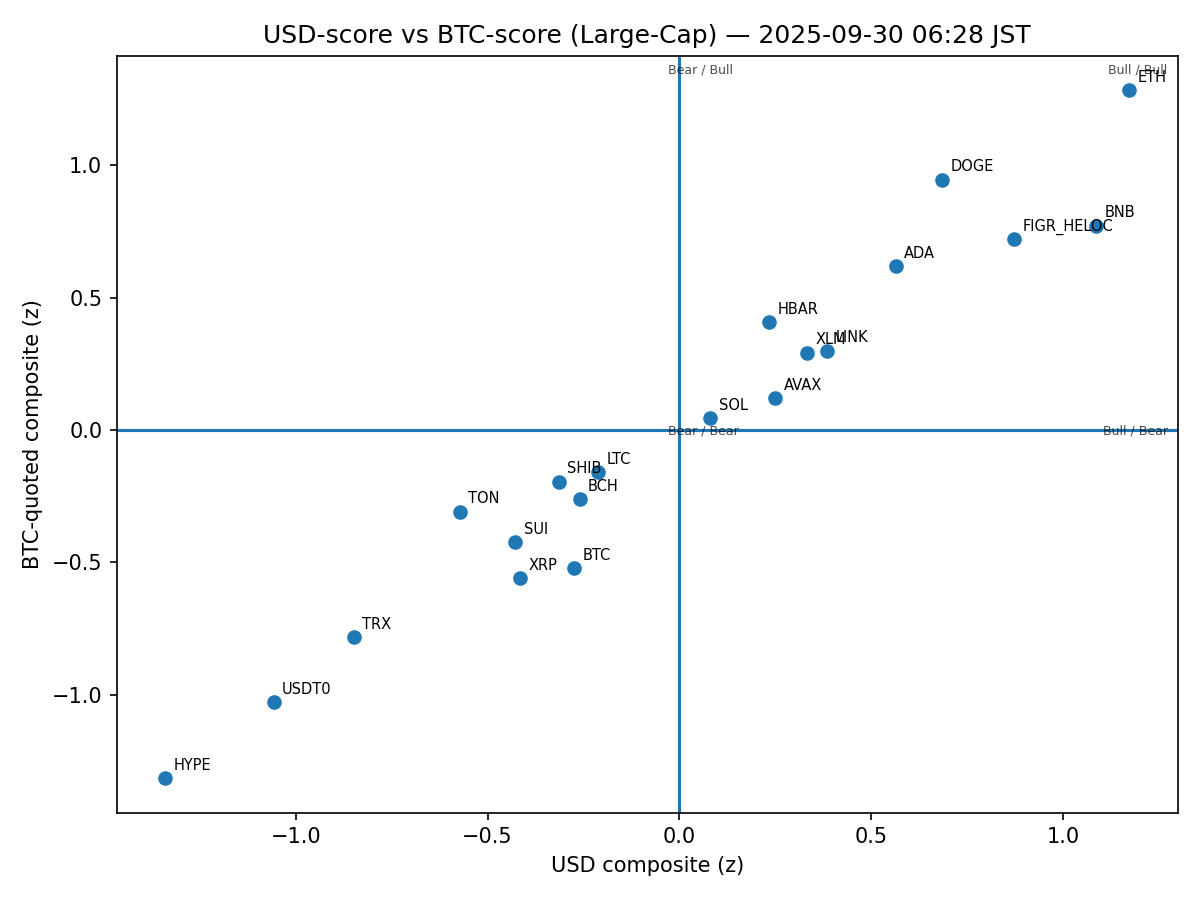 USD-score vs BTC-score (Large-Cap) — 2025-09-30 06:28 JST
Bear / Bull
Bull / Bull
ETH
DOGE
BNB
FIGR_HELOC
ADA
HBAR
XLM
LINK
AVAX
SOL
Bear / Bear
Bull / Bear
LTC
SHIB
BCH
TON
SUI
BTC
XRP
TRX
USDT0
HYPE
1.0
0.5
0.0
−0.5
−1.0
BTC-quoted composite (z)
−1.0
−0.5
0.0
0.5
1.0
USD composite (z)